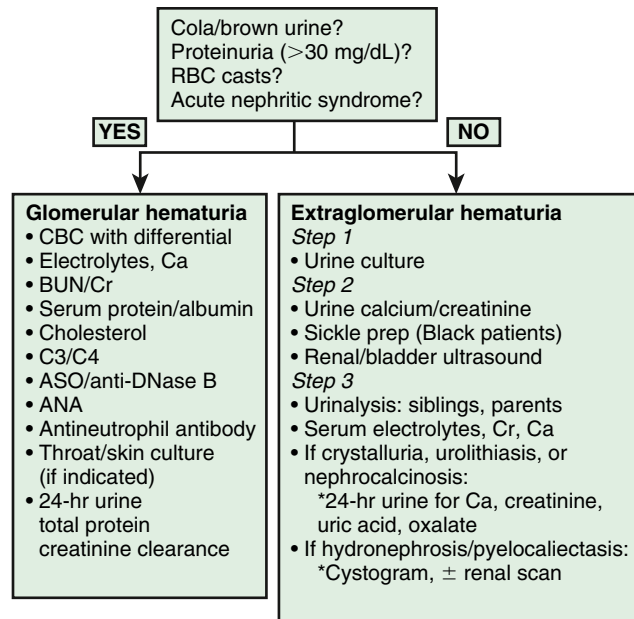 Cola/brown urine?
Proteinuria (>30 mg/dL)?
RBC casts?
Acute nephritic syndrome?
YES
NO
Glomerular hematuria
• CBC with differential
• Electrolytes, Ca
• BUN/Cr
• Serum protein/albumin
• Cholesterol
• C3/C4
• ASO/anti-DNase B
• ANA
• Antineutrophil antibody
• Throat/skin culture
(if indicated)
• 24-hr urine
total protein
creatinine clearance
Extraglomerular hematuria
Step 1
• Urine culture
Step 2
• Urine calcium/creatinine
• Sickle prep (Black patients)
• Renal/bladder ultrasound
Step 3
• Urinalysis: siblings, parents
• Serum electrolytes, Cr, Ca
• If crystalluria, urolithiasis, or
nephrocalcinosis:
*24-hr urine for Ca, creatinine,
uric acid, oxalate
• If hydronephrosis/pyelocaliectasis:
*Cystogram, ± renal scan